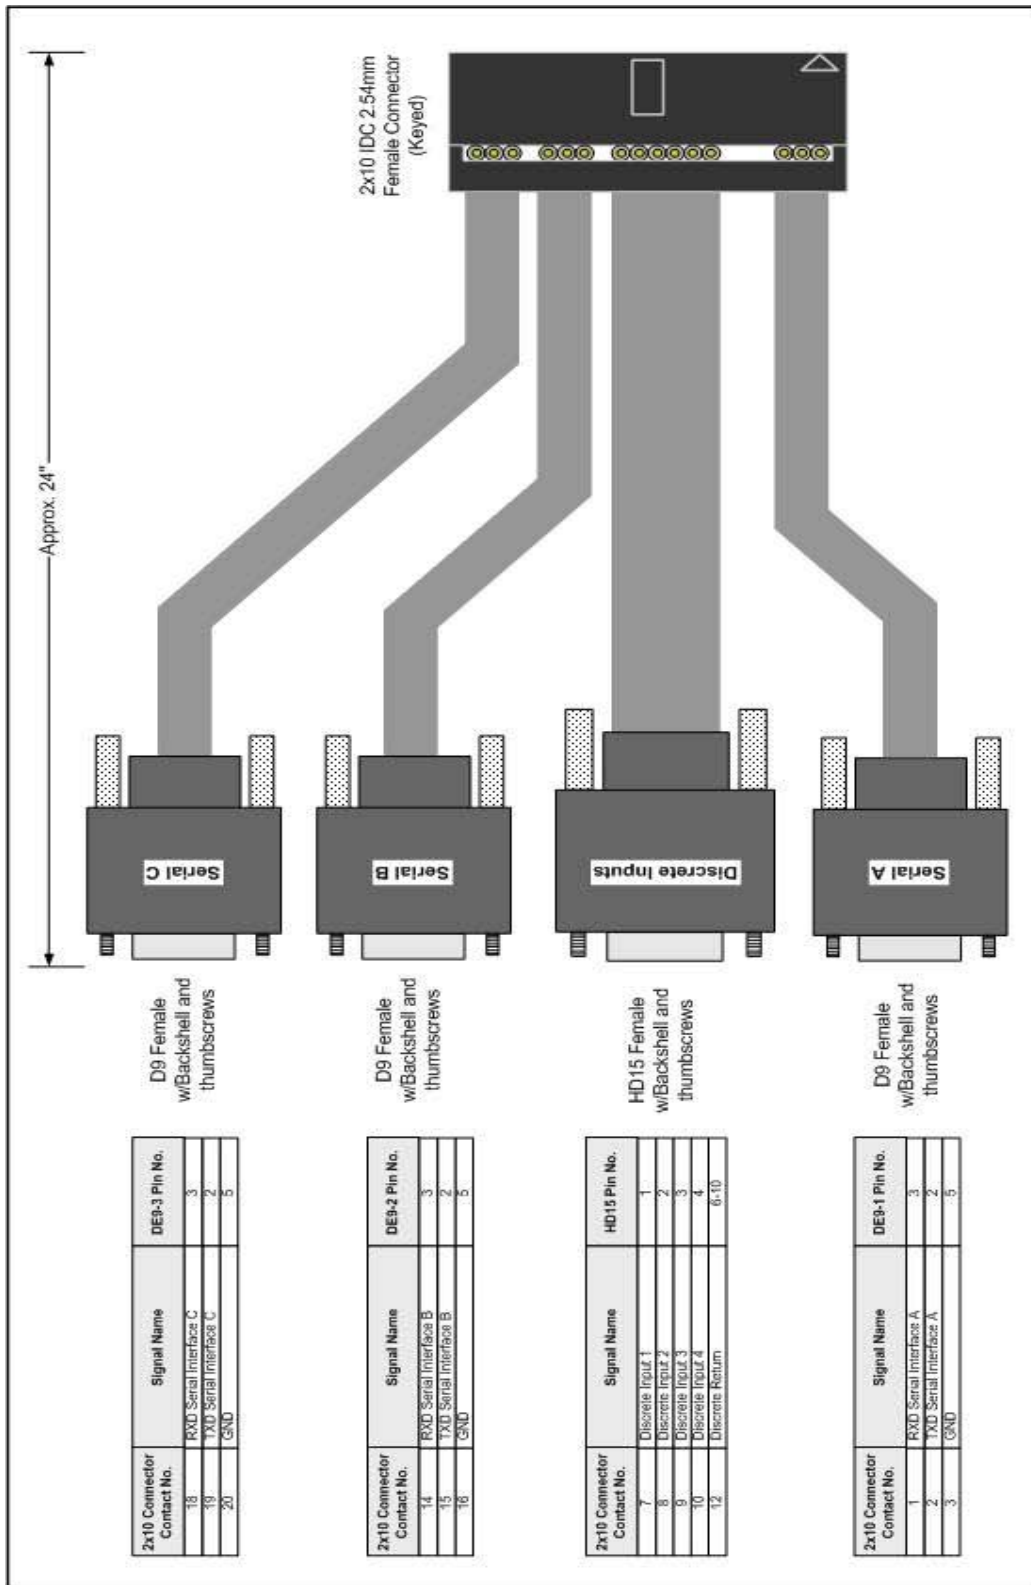 Approx. 24"
2x10 IDC 2.54mm
Female Connector
(Keyed)
Serial C
Serial B
Discrete Inputs
Serial A
D9 Female
w/Backshell and
thumbscrews
D9 Female
w/Backshell and
thumbscrews
HD15 Female
w/Backshell and
thumbscrews
D9 Female
w/Backshell and
thumbscrews
2x10 Connector Contact No. Signal Name DE9-3 Pin No.
18 RXD Serial Interface C 3
19 TXD Serial Interface C 2
20 GND 5
2x10 Connector Contact No. Signal Name DE9-2 Pin No.
14 RXD Serial Interface B 3
15 TXD Serial Interface B 2
16 GND 5
2x10 Connector Contact No. Signal Name HD15 Pin No.
7 Discrete Input 1 1
8 Discrete Input 2 2
9 Discrete Input 3 3
10 Discrete Input 4 4
12 Discrete Return 6-10
2x10 Connector Contact No. Signal Name DE9-1 Pin No.
1 RXD Serial Interface A 3
2 TXD Serial Interface A 2
3 GND 5